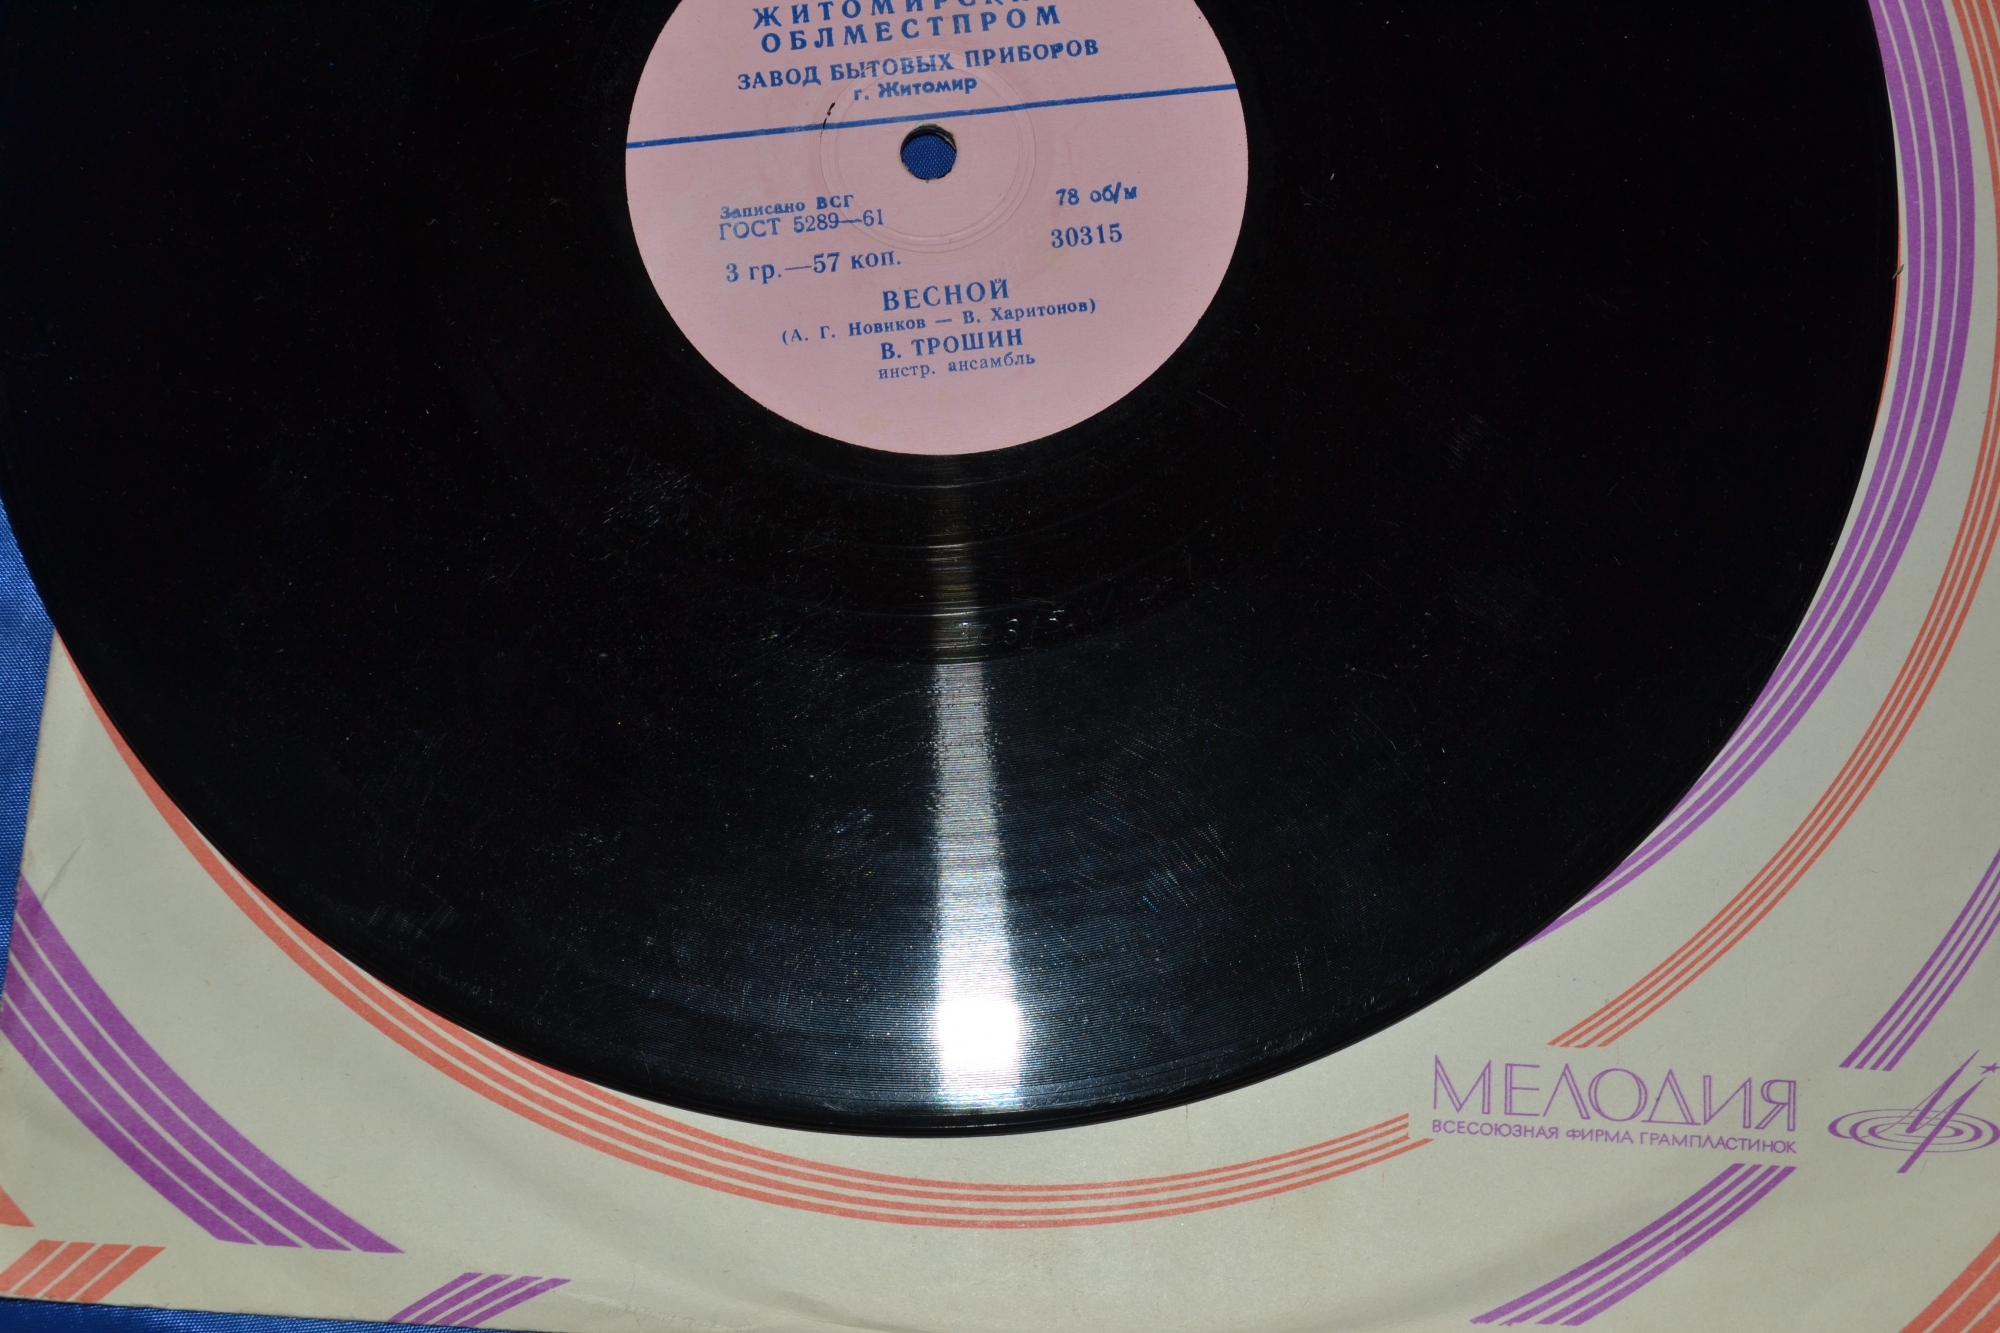 ОБЛМЕСТПРОМ
ЗАВОД БЫТОВЫХ ПРИБОРОВ
г. Житомир
Записано ВСГ
ГОСТ 5289—61
78 об/м
3 гр.—57 коп.
30315
ВЕСНОЙ
(А. Г. Новиков — В. Харитонов)
В. ТРОШИН
инстр. ансамбль
МЕЛОДИЯ
ВСЕСОЮЗНАЯ ФИРМА ГРАМПЛАСТИНОК